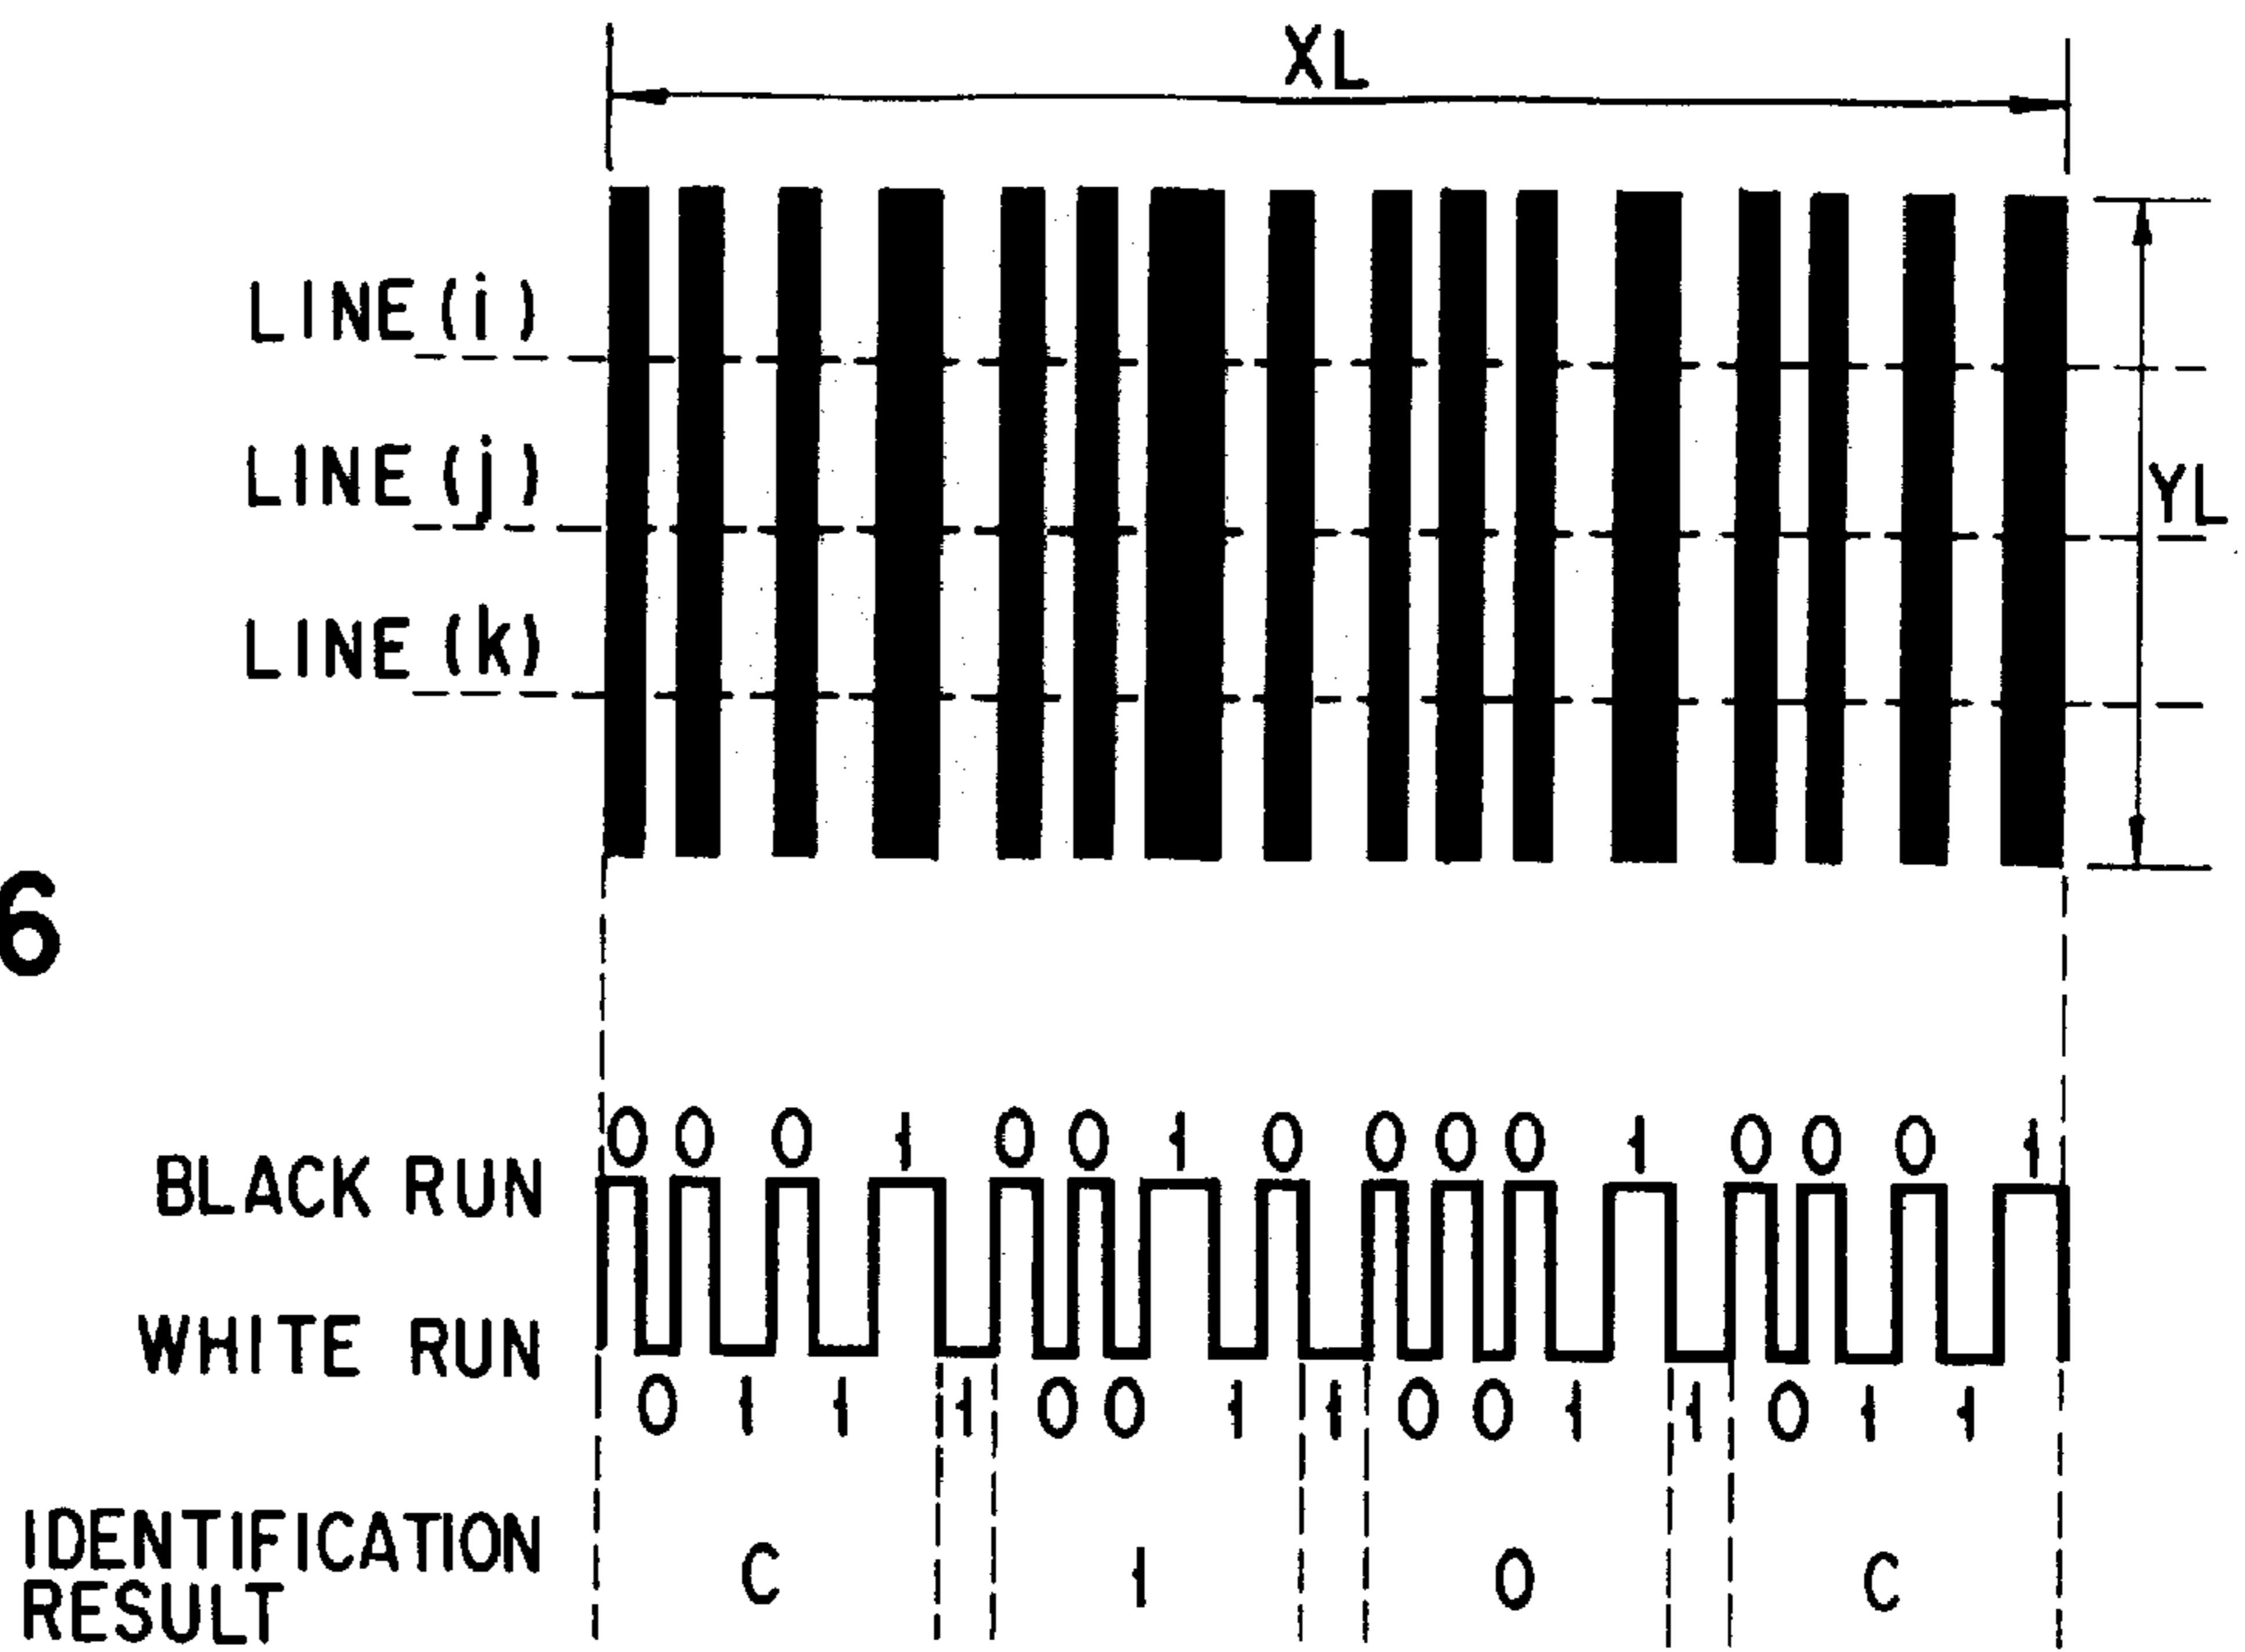 XL
LINE(i)
LINE(j)
YL
LINE(k)
6
0 0 0 1 0 0 1 0 0 0 0 1 0 0 0 1
BLACK RUN
WHITE RUN
0 1 1 1 0 0 1 1 0 0 1 1 0 1 1
IDENTIFICATION
RESULT
C 1 0 C